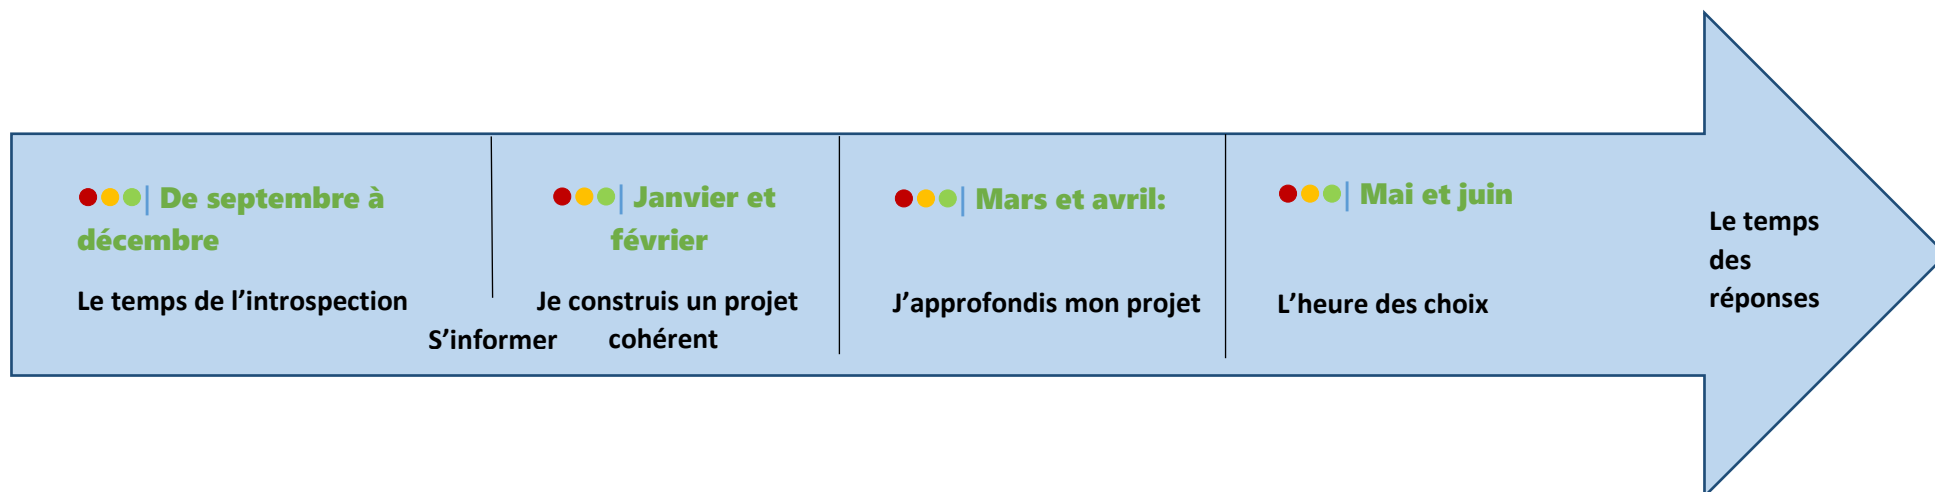 | De septembre à
décembre
Le temps de l’introspection
S’informer
| Janvier et
février
Je construis un projet
cohérent
| Mars et avril:
J’approfondis mon projet
| Mai et juin
L’heure des choix
Le temps
des
réponses